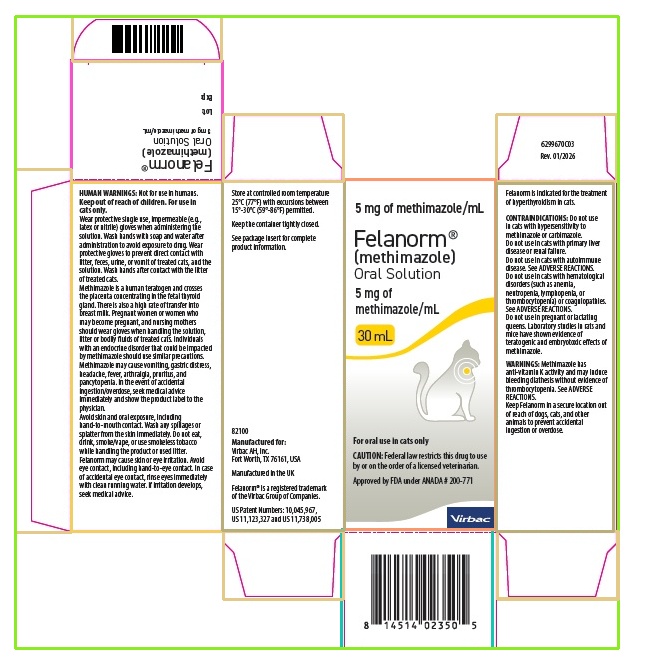 Exp:
Lot:
5 mg of methimazole/mL
Oral Solution
(methimazole)
Felanorm®
HUMAN WARNINGS: Not for use in humans.
Keep out of reach of children. For use in
cats only.
Wear protective single use, impermeable (e.g.,
latex or nitrile) gloves when administering the
solution. Wash hands with soap and water after
administration to avoid exposure to drug. Wear
protective gloves to prevent direct contact with
litter, feces, urine, or vomit of treated cats, and the
solution. Wash hands after contact with the litter
of treated cats.
Methimazole is a human teratogen and crosses
the placenta concentrating in the fetal thyroid
gland. There is also a high rate of transfer into
breast milk. Pregnant women or women who
may become pregnant, and nursing mothers
should wear gloves when handling the solution,
litter or bodily fluids of treated cats. Individuals
with an endocrine disorder that could be impacted
by methimazole should use similar precautions.
Methimazole may cause vomiting, gastric distress,
headache, fever, arthralgia, pruritus, and
pancytopenia. In the event of accidental
ingestion/overdose, seek medical advice
immediately and show the product label to the
physician.
Avoid skin and oral exposure, including
hand-to-mouth contact. Wash any spillages or
splatter from the skin immediately. Do not eat,
drink, smoke/vape, or use smokeless tobacco
while handling the product or used litter.
Felanorm may cause skin or eye irritation. Avoid
eye contact, including hand-to-eye contact. In case
of accidental eye contact, rinse eyes immediately
with clean running water. If irritation develops,
seek medical advice.
Store at controlled room temperature
25°C (77°F) with excursions between
15°-30°C (59°-86°F) permitted.
Keep the container tightly closed.
See package insert for complete
product information.
82100
Manufactured for:
Virbac AH, Inc.
Fort Worth, TX 76161, USA
Manufactured in the UK
Felanorm® is a registered trademark
of the Virbac Group of Companies.
US Patent Numbers: 10,045,967,
US 11,123,327 and US 11,738,005
5 mg of methimazole/mL
Felanorm®
(methimazole)
Oral Solution
5 mg of
methimazole/mL
30 mL
For oral use in cats only
CAUTION: Federal law restricts this drug to use
by or on the order of a licensed veterinarian.
Approved by FDA under ANADA # 200-771
Virbac
8 14514 02350 5
6299670C03
Rev. 01/2026
Felanorm is indicated for the treatment
of hyperthyroidism in cats.
CONTRAINDICATIONS: Do not use
in cats with hypersensitivity to
methimazole or carbimazole.
Do not use in cats with primary liver
disease or renal failure.
Do not use in cats with autoimmune
disease. See ADVERSE REACTIONS.
Do not use in cats with hematological
disorders (such as anemia,
neutropenia, lymphopenia, or
thrombocytopenia) or coagulopathies.
See ADVERSE REACTIONS.
Do not use in pregnant or lactating
queens. Laboratory studies in rats and
mice have shown evidence of
teratogenic and embryotoxic effects of
methimazole.
WARNINGS: Methimazole has
anti-vitamin K activity and may induce
bleeding diathesis without evidence of
thrombocytopenia. See ADVERSE
REACTIONS.
Keep Felanorm in a secure location out
of reach of dogs, cats, and other
animals to prevent accidental
ingestion or overdose.